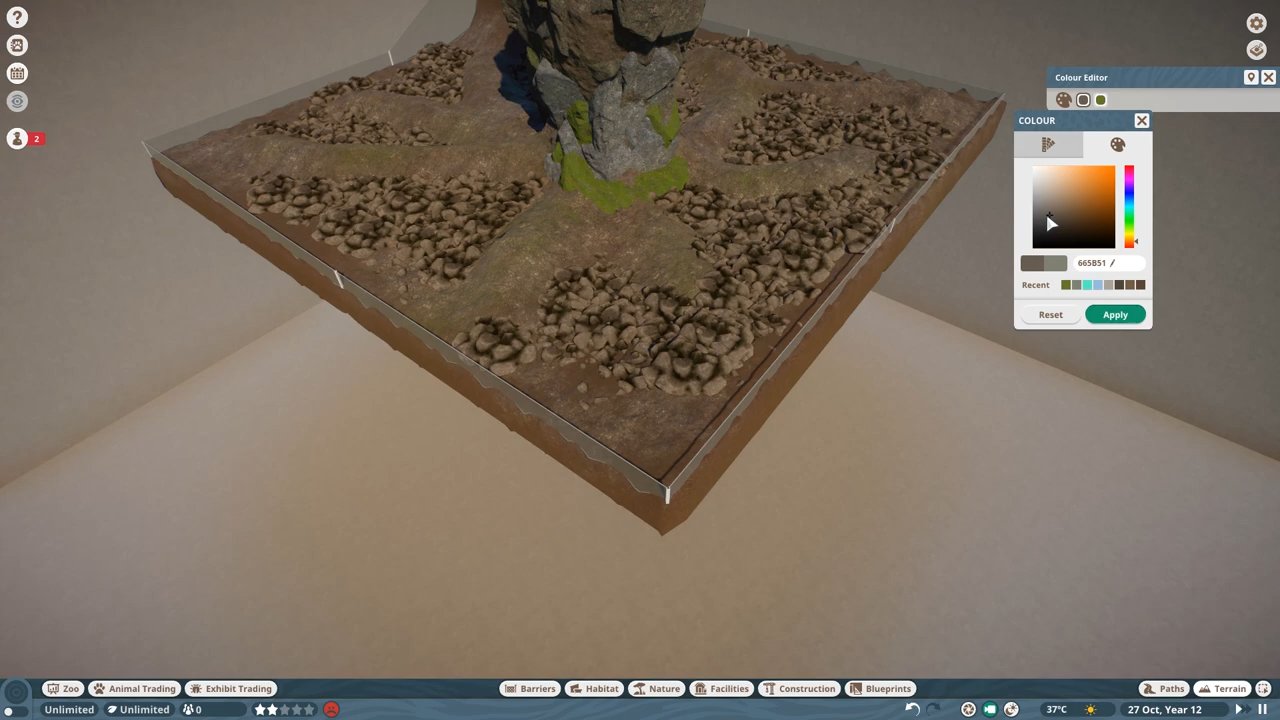 ?
2
Colour Editor
COLOUR
665B51
Recent
Reset
Apply
Zoo
Animal Trading
Exhibit Trading
Barriers
Habitat
Nature
Facilities
Construction
Blueprints
Paths
Terrain
Unlimited
Unlimited
0
37°C
27 Oct, Year 12